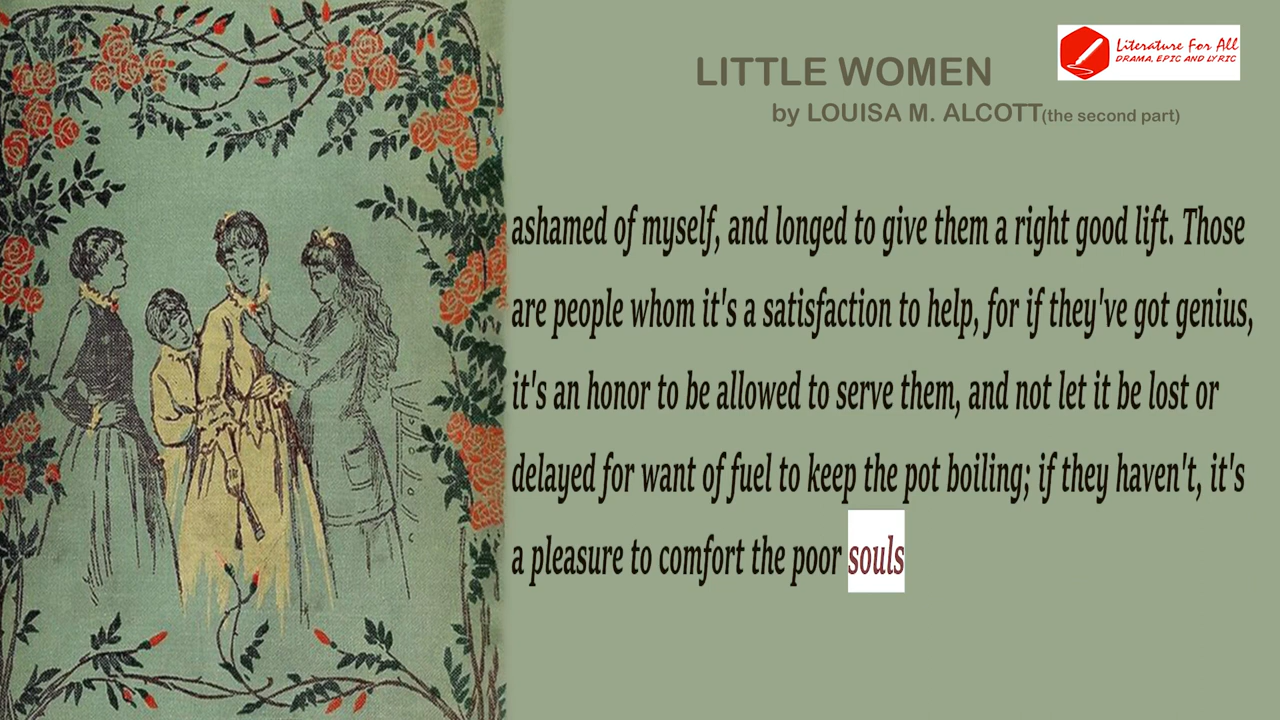 LITTLE WOMEN
Literature For All
DRAMA, EPIC AND LYRIC
by LOUISA M. ALCOTT(the second part)
ashamed of myself, and longed to give them a right good lift. Those
are people whom it's a satisfaction to help, for if they've got genius,
it's an honor to be allowed to serve them, and not let it be lost or
delayed for want of fuel to keep the pot boiling; if they haven't, it's
a pleasure to comfort the poor souls